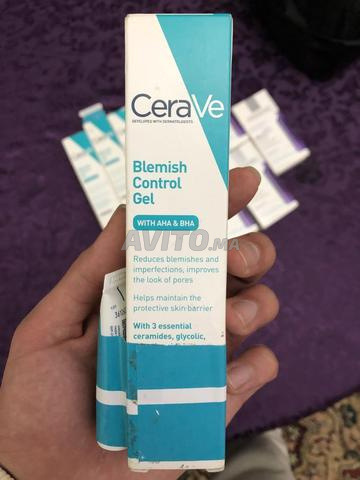 CeraVe
DEVELOPED WITH DERMATOLOGISTS
Blemish
Control
Gel
WITH AHA & BHA
AVITO.ma
Reduces blemishes and
imperfections, improves
the look of pores
Helps maintain the
protective skin barrier
With 3 essential
ceramides, glycolic,